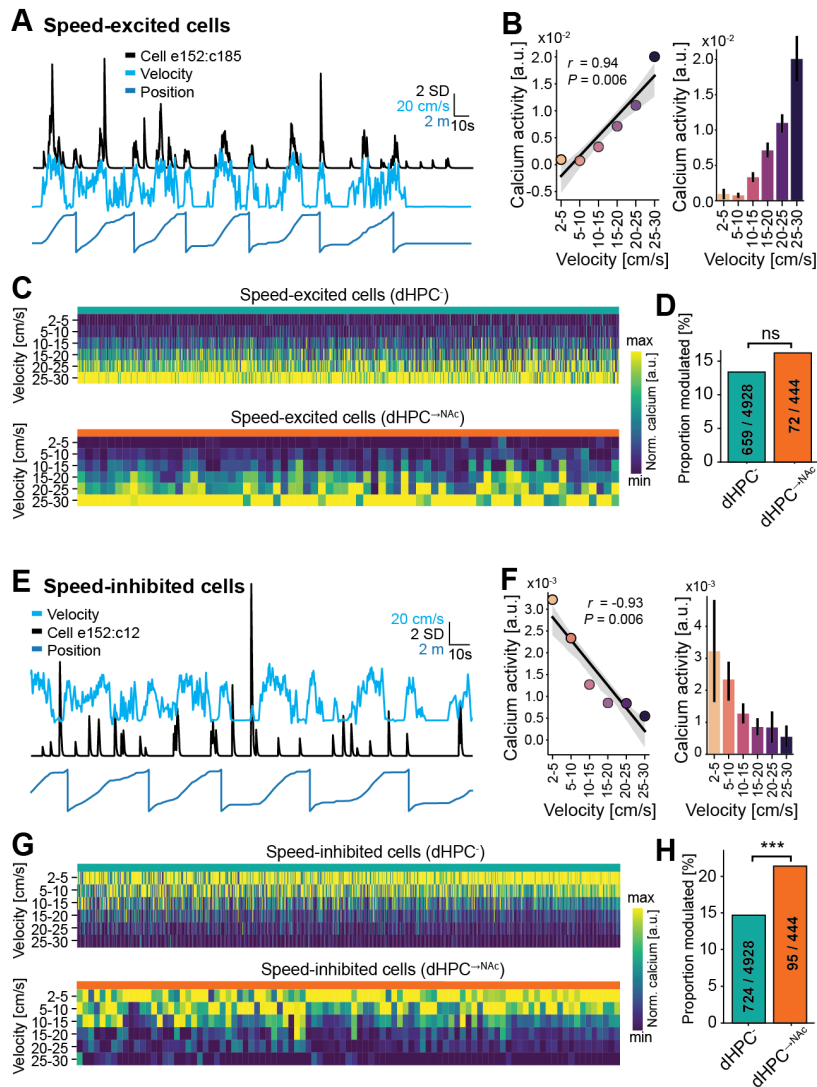 A Speed-excited cells
Cell e152:c185
Velocity
Position
2 SD
20 cm/s
2 m
10s
B
x10⁻²
Calcium activity [a.u.]
2.0
1.5
1.0
0.5
0.0
-0.5
r = 0.94
P = 0.006
2-5
5-10
10-15
15-20
20-25
25-30
Velocity [cm/s]
x10⁻²
Calcium activity [a.u.]
2.0
1.5
1.0
0.5
0.0
2-5
5-10
10-15
15-20
20-25
25-30
Velocity [cm/s]
C
Speed-excited cells (dHPC⁻)
Velocity [cm/s]
2-5
5-10
10-15
15-20
20-25
25-30
Speed-excited cells (dHPC→NAc)
Velocity [cm/s]
2-5
5-10
10-15
15-20
20-25
25-30
max
Norm. calcium [a.u.]
min
D
ns
Proportion modulated [%]
15
10
5
0
659 / 4928
72 / 444
dHPC⁻
dHPC→NAc
E Speed-inhibited cells
Velocity
Cell e152:c12
Position
20 cm/s
2 SD
2 m
10s
F
x10⁻³
Calcium activity [a.u.]
3.0
2.5
2.0
1.5
1.0
0.5
0.0
r = -0.93
P = 0.006
2-5
5-10
10-15
15-20
20-25
25-30
Velocity [cm/s]
x10⁻³
Calcium activity [a.u.]
4
3
2
1
0
2-5
5-10
10-15
15-20
20-25
25-30
Velocity [cm/s]
G
Speed-inhibited cells (dHPC⁻)
Velocity [cm/s]
2-5
5-10
10-15
15-20
20-25
25-30
Speed-inhibited cells (dHPC→NAc)
Velocity [cm/s]
2-5
5-10
10-15
15-20
20-25
25-30
max
Norm. calcium [a.u.]
min
H
***
Proportion modulated [%]
20
15
10
5
0
724 / 4928
95 / 444
dHPC⁻
dHPC→NAc